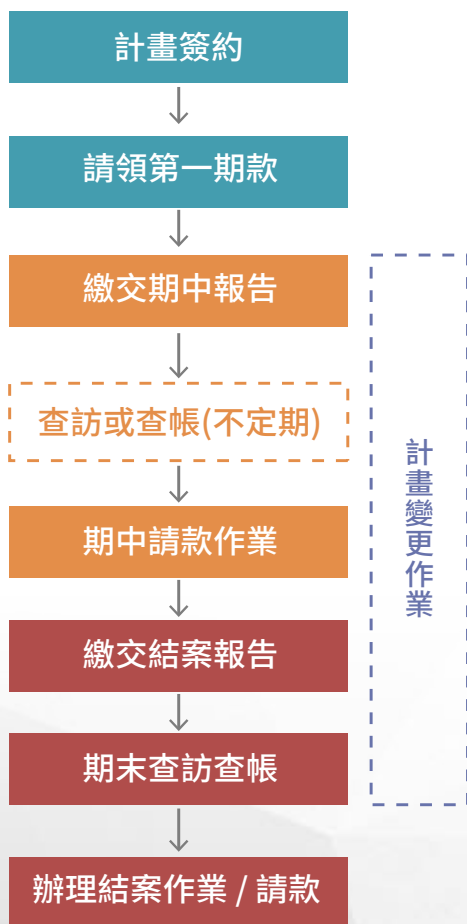 計畫簽約
請領第一期款
繳交期中報告
查訪或查帳(不定期)
期中請款作業
繳交結案報告
期末查訪查帳
辦理結案作業 / 請款
計畫變更作業